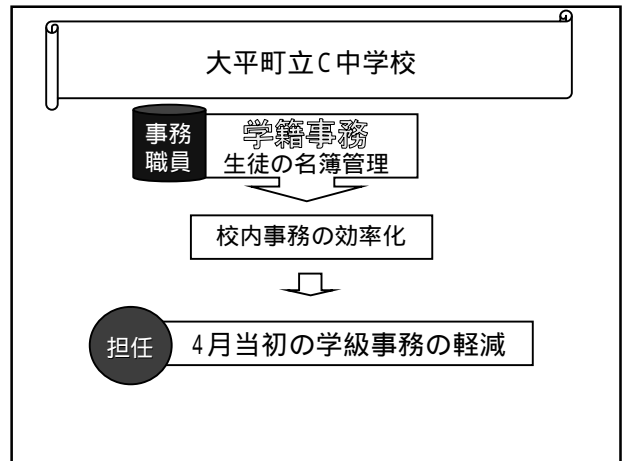 大平町立C中学校
事務
職員
学籍事務
生徒の名簿管理
校内事務の効率化
担任
4月当初の学級事務の軽減